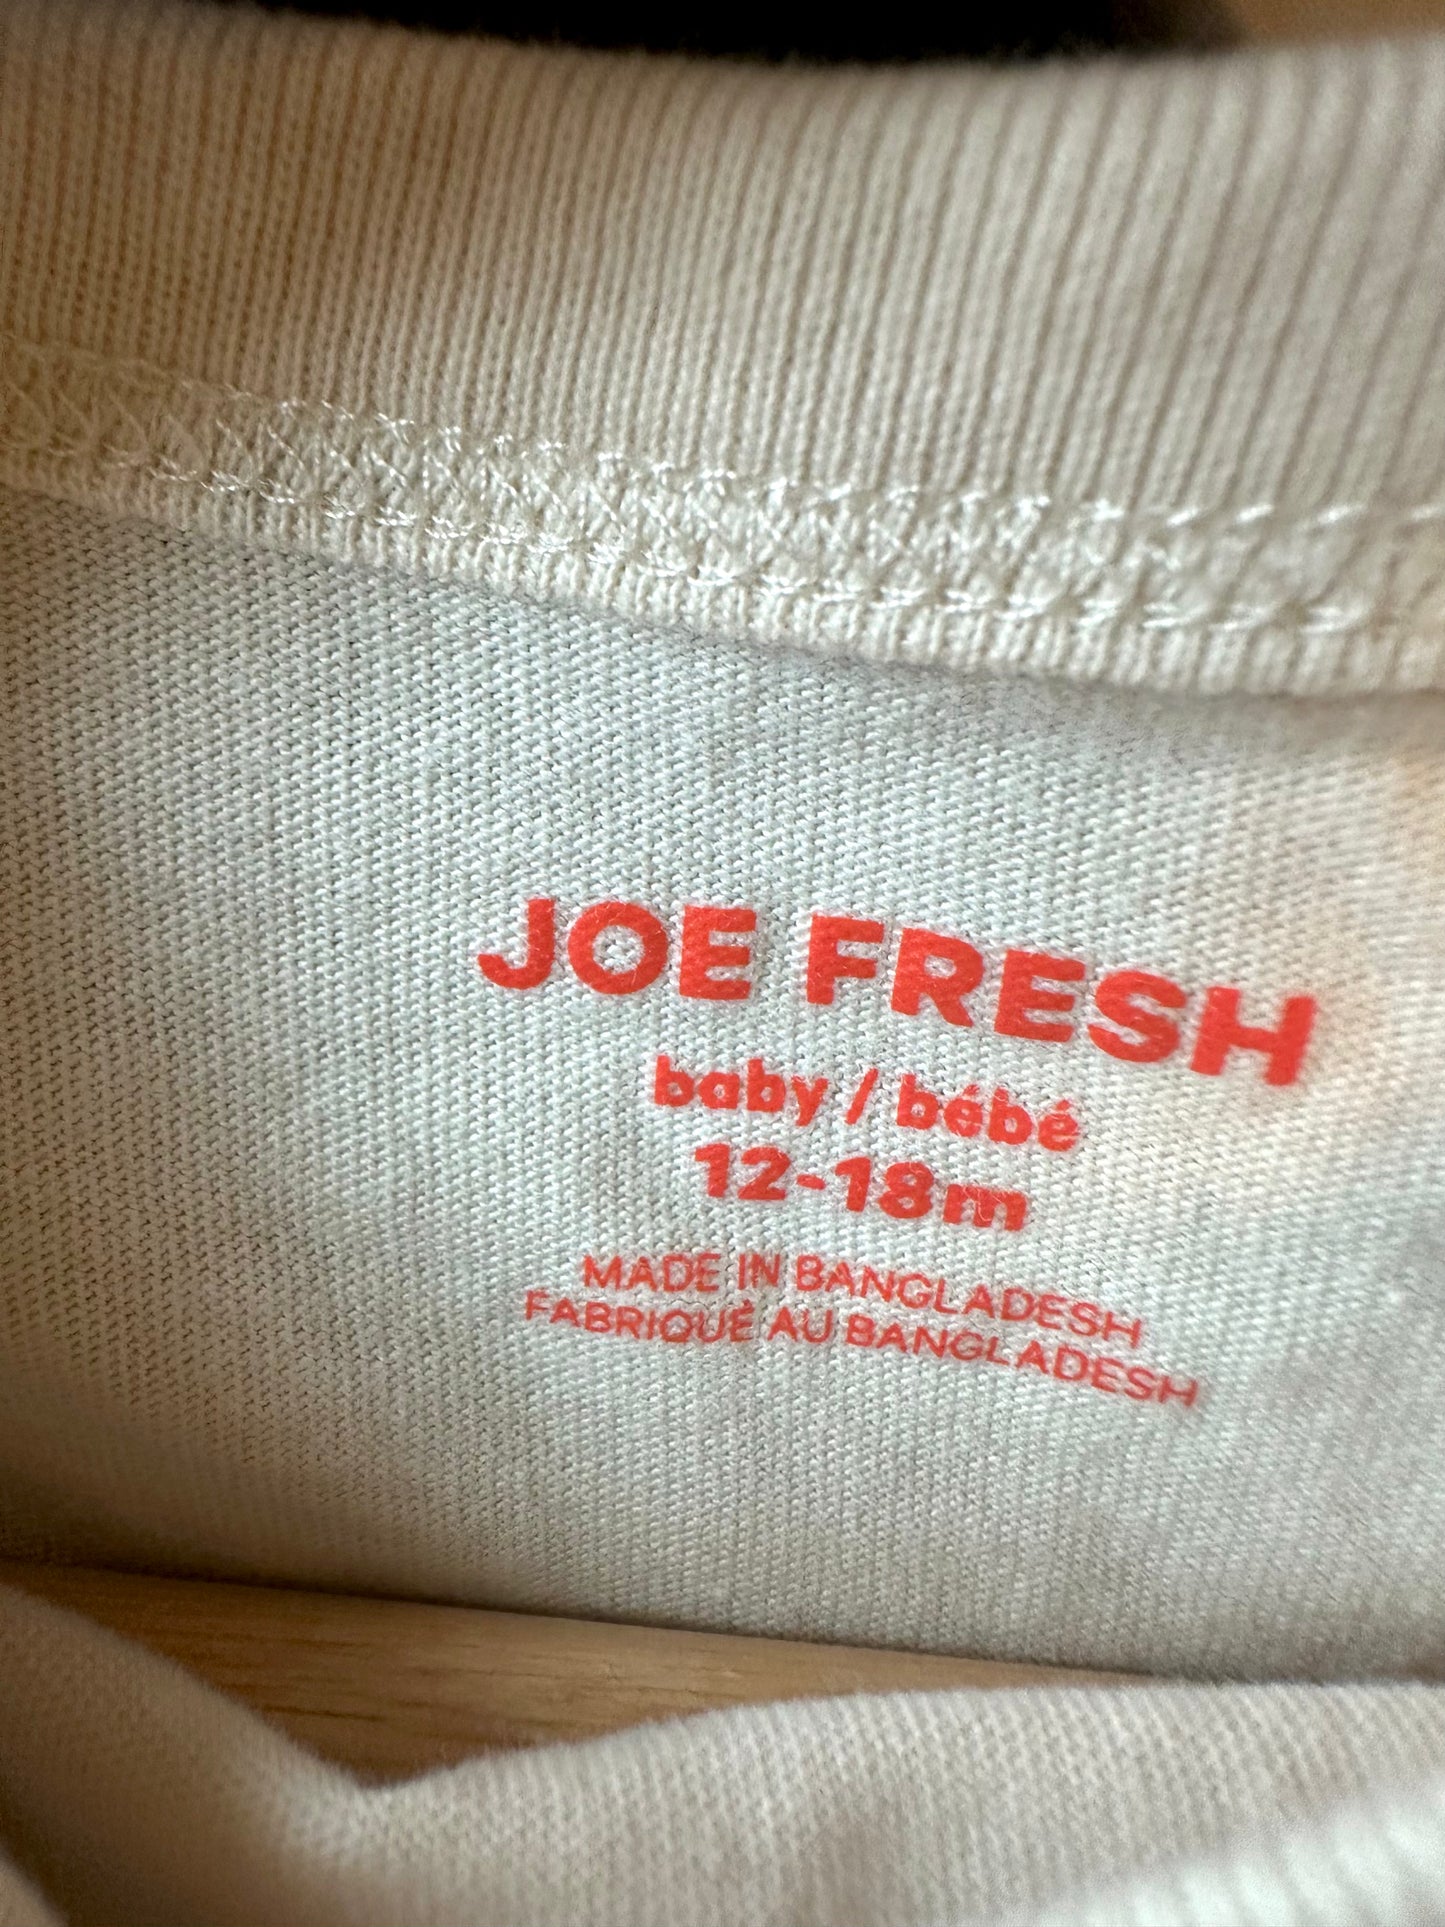 JOE FRESH
baby / bébé
12-18m
MADE IN BANGLADESH
FABRIQUÉ AU BANGLADESH